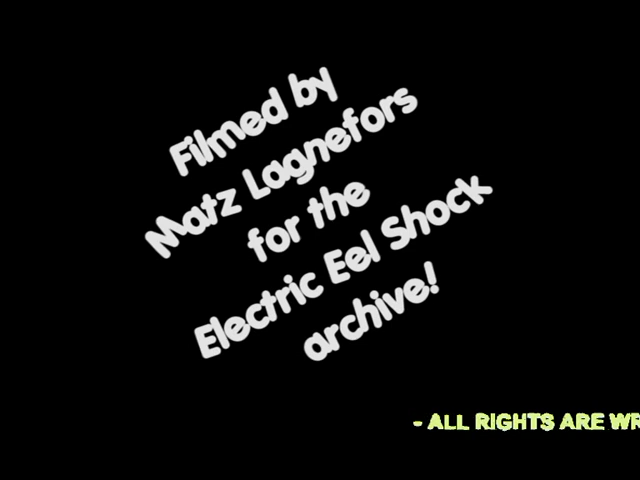 Filmed by
Matz Lagnefors
for the
Electric Eel Shock
archive!
- ALL RIGHTS ARE